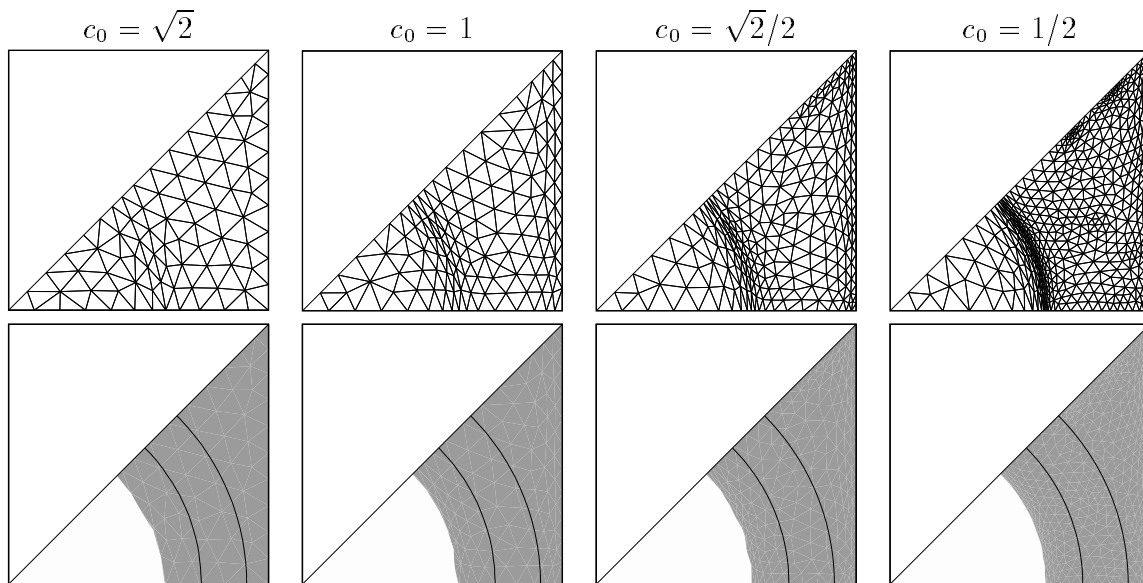 c₀ = √2 c₀ = 1 c₀ = √2/2 c₀ = 1/2